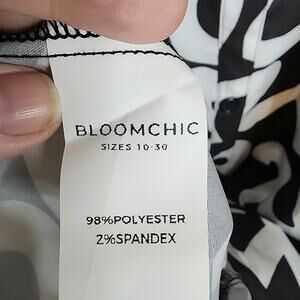 BLOOMCHIC
SIZES 10-30
98%POLYESTER
2%SPANDEX